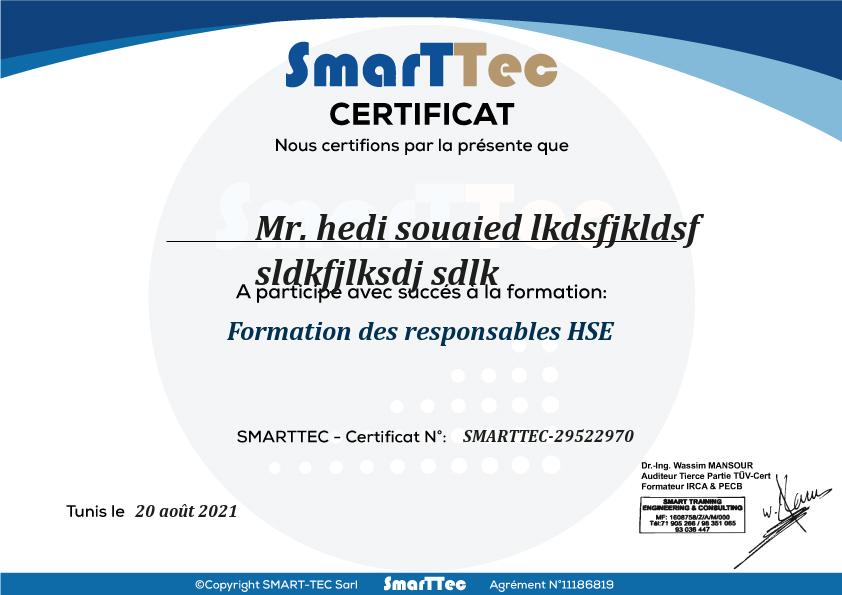 SmarTTec
CERTIFICAT
Nous certifions par la présente que
Mr. hedi souaied lkdsfjkldsf
sldkfjlksdj sdlk
A participé avec succés à la formation:
Formation des responsables HSE
SMARTTEC - Certificat N°: SMARTTEC-29522970
Dr.-Ing. Wassim MANSOUR
Auditeur Tierce Partie TÜV-Cert
Formateur IRCA & PECB
SMART TRAINING
ENGINEERING & CONSULTING
MF: 1608758/Z/A/M/000
Tél:71 905 266 / 98 351 065
93 036 447
Tunis le 20 août 2021
©Copyright SMART-TEC Sarl SmarTTec Agrément N°11186819